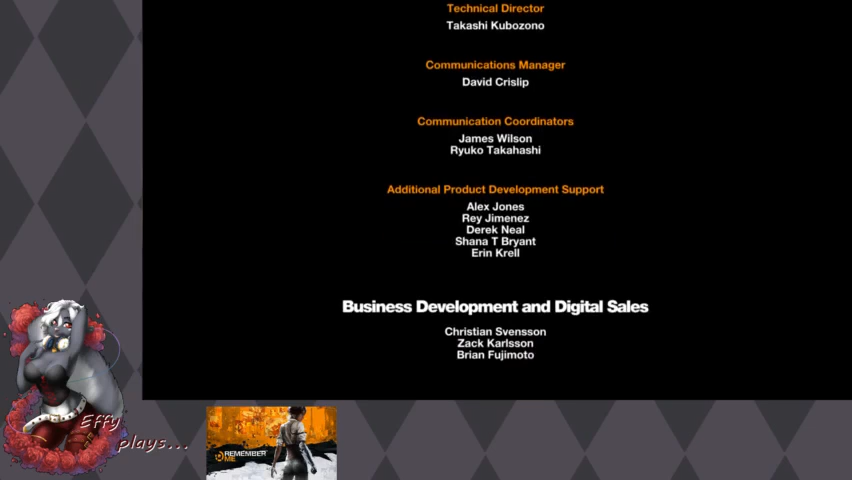 Technical Director
Takashi Kubozono
Communications Manager
David Crislip
Communication Coordinators
James Wilson
Ryuko Takahashi
Additional Product Development Support
Alex Jones
Rey Jimenez
Derek Neal
Shana T Bryant
Erin Krell
Business Development and Digital Sales
Christian Svensson
Zack Karlsson
Brian Fujimoto
Effy
plays...
REMEMBER
ME